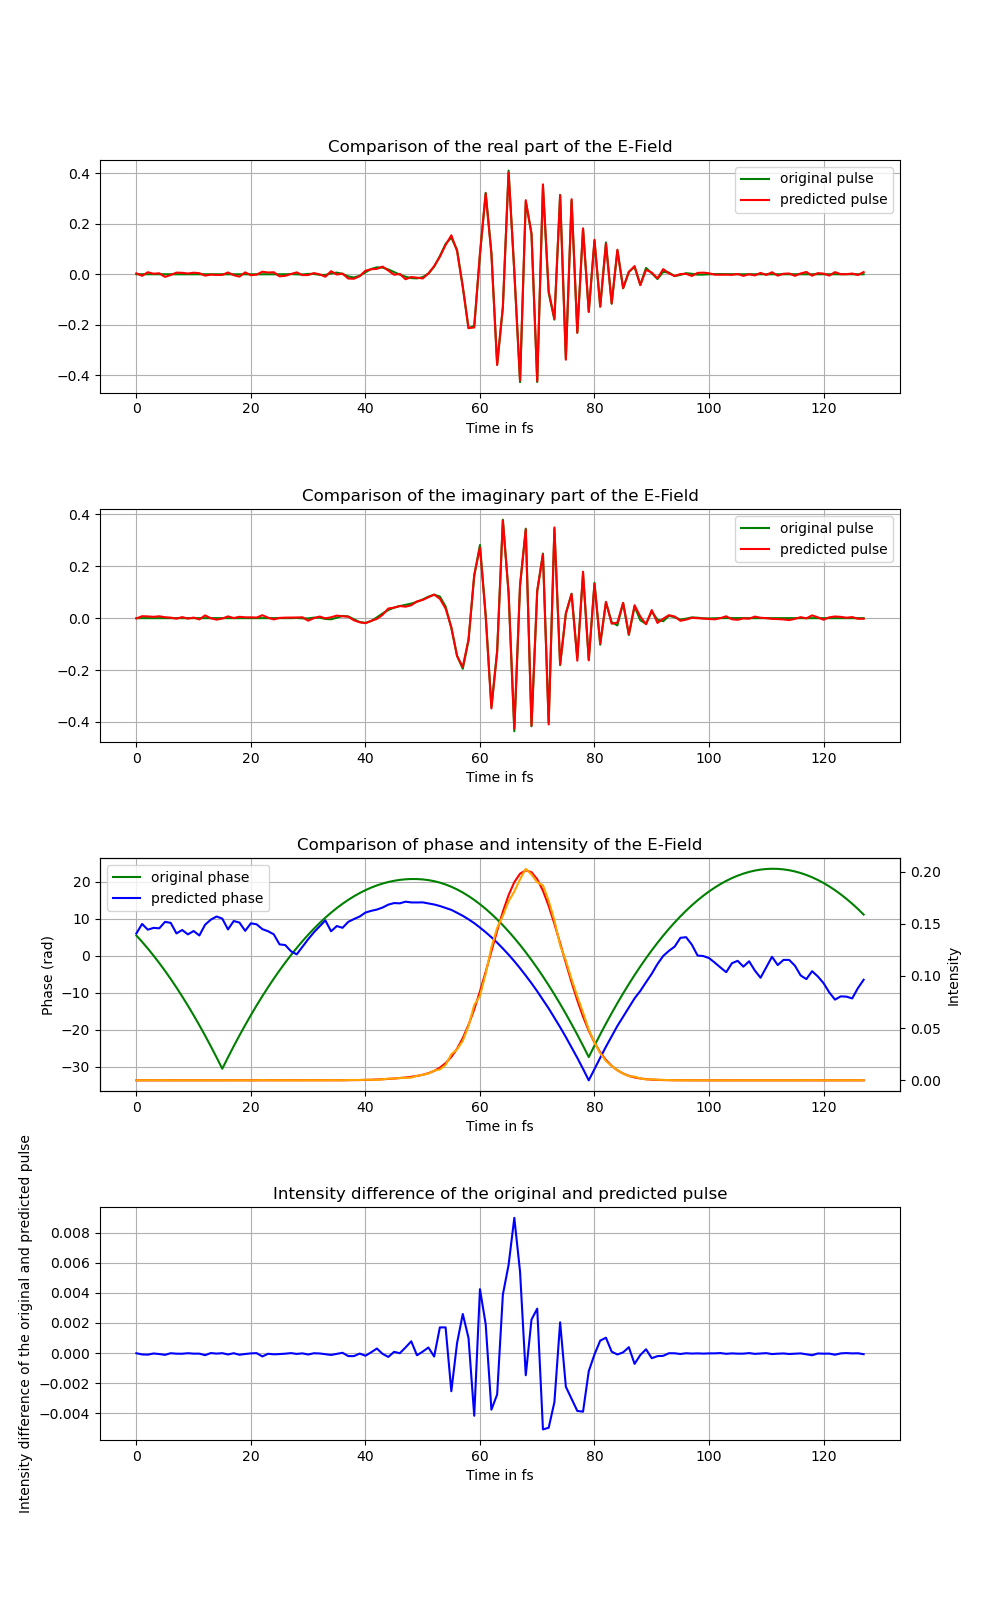 Comparison of the real part of the E-Field
0.4
0.2
0.0
−0.2
−0.4
original pulse
predicted pulse
0 20 40 60 80 100 120
Time in fs
Comparison of the imaginary part of the E-Field
0.4
0.2
0.0
−0.2
−0.4
original pulse
predicted pulse
0 20 40 60 80 100 120
Time in fs
Comparison of phase and intensity of the E-Field
Phase (rad)
20
10
0
−10
−20
−30
original phase
predicted phase
0.20
0.15
0.10
0.05
0.00
Intensity
0 20 40 60 80 100 120
Time in fs
Intensity difference of the original and predicted pulse
Intensity difference of the original and predicted pulse
0.008
0.006
0.004
0.002
0.000
−0.002
−0.004
0 20 40 60 80 100 120
Time in fs